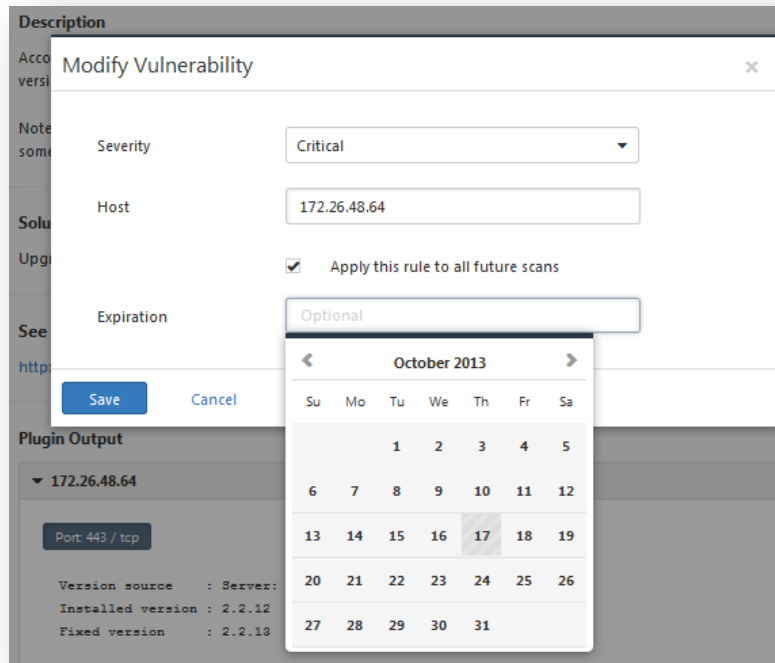 Description
Acco
versi
Modify Vulnerability
×
Note
some
Severity
Critical
Host
172.26.48.64
Solu
Upgr
Apply this rule to all future scans
Expiration
Optional
See
http:
October 2013
Save Cancel
Su Mo Tu We Th Fr Sa
1 2 3 4 5
6 7 8 9 10 11 12
13 14 15 16 17 18 19
20 21 22 23 24 25 26
27 28 29 30 31
Plugin Output
172.26.48.64
Port: 443 / tcp
Version source : Server:
Installed version : 2.2.12
Fixed version : 2.2.13